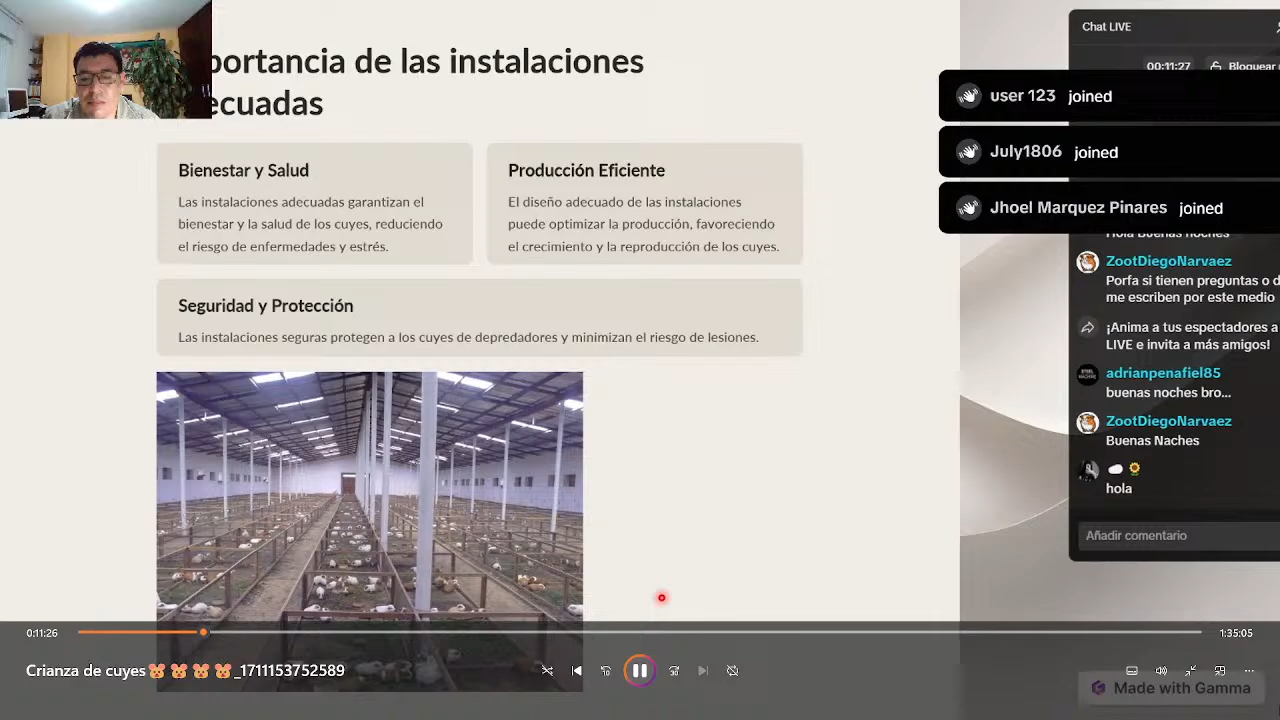 portancia de las instalaciones
ecuadas
Bienestar y Salud
Las instalaciones adecuadas garantizan el
bienestar y la salud de los cuyes, reduciendo
el riesgo de enfermedades y estrés.
Producción Eficiente
El diseño adecuado de las instalaciones
puede optimizar la producción, favoreciendo
el crecimiento y la reproducción de los cuyes.
Seguridad y Protección
Las instalaciones seguras protegen a los cuyes de depredadores y minimizan el riesgo de lesiones.
Chat LIVE
00:11:27 Bloquear
user 123 joined
July1806 joined
Jhoel Marquez Pinares joined
Hola Buenas noches
ZootDiegoNarvaez
Porfa si tienen preguntas o d
me escriben por este medio
¡Anima a tus espectadores a
LIVE e invita a más amigos!
adrianpenafiel85
buenas noches bro...
ZootDiegoNarvaez
Buenas Naches
hola
Añadir comentario
0:11:26
1:35:05
Crianza de cuyes🐹🐹🐹🐹_1711153752589
Made with Gamma